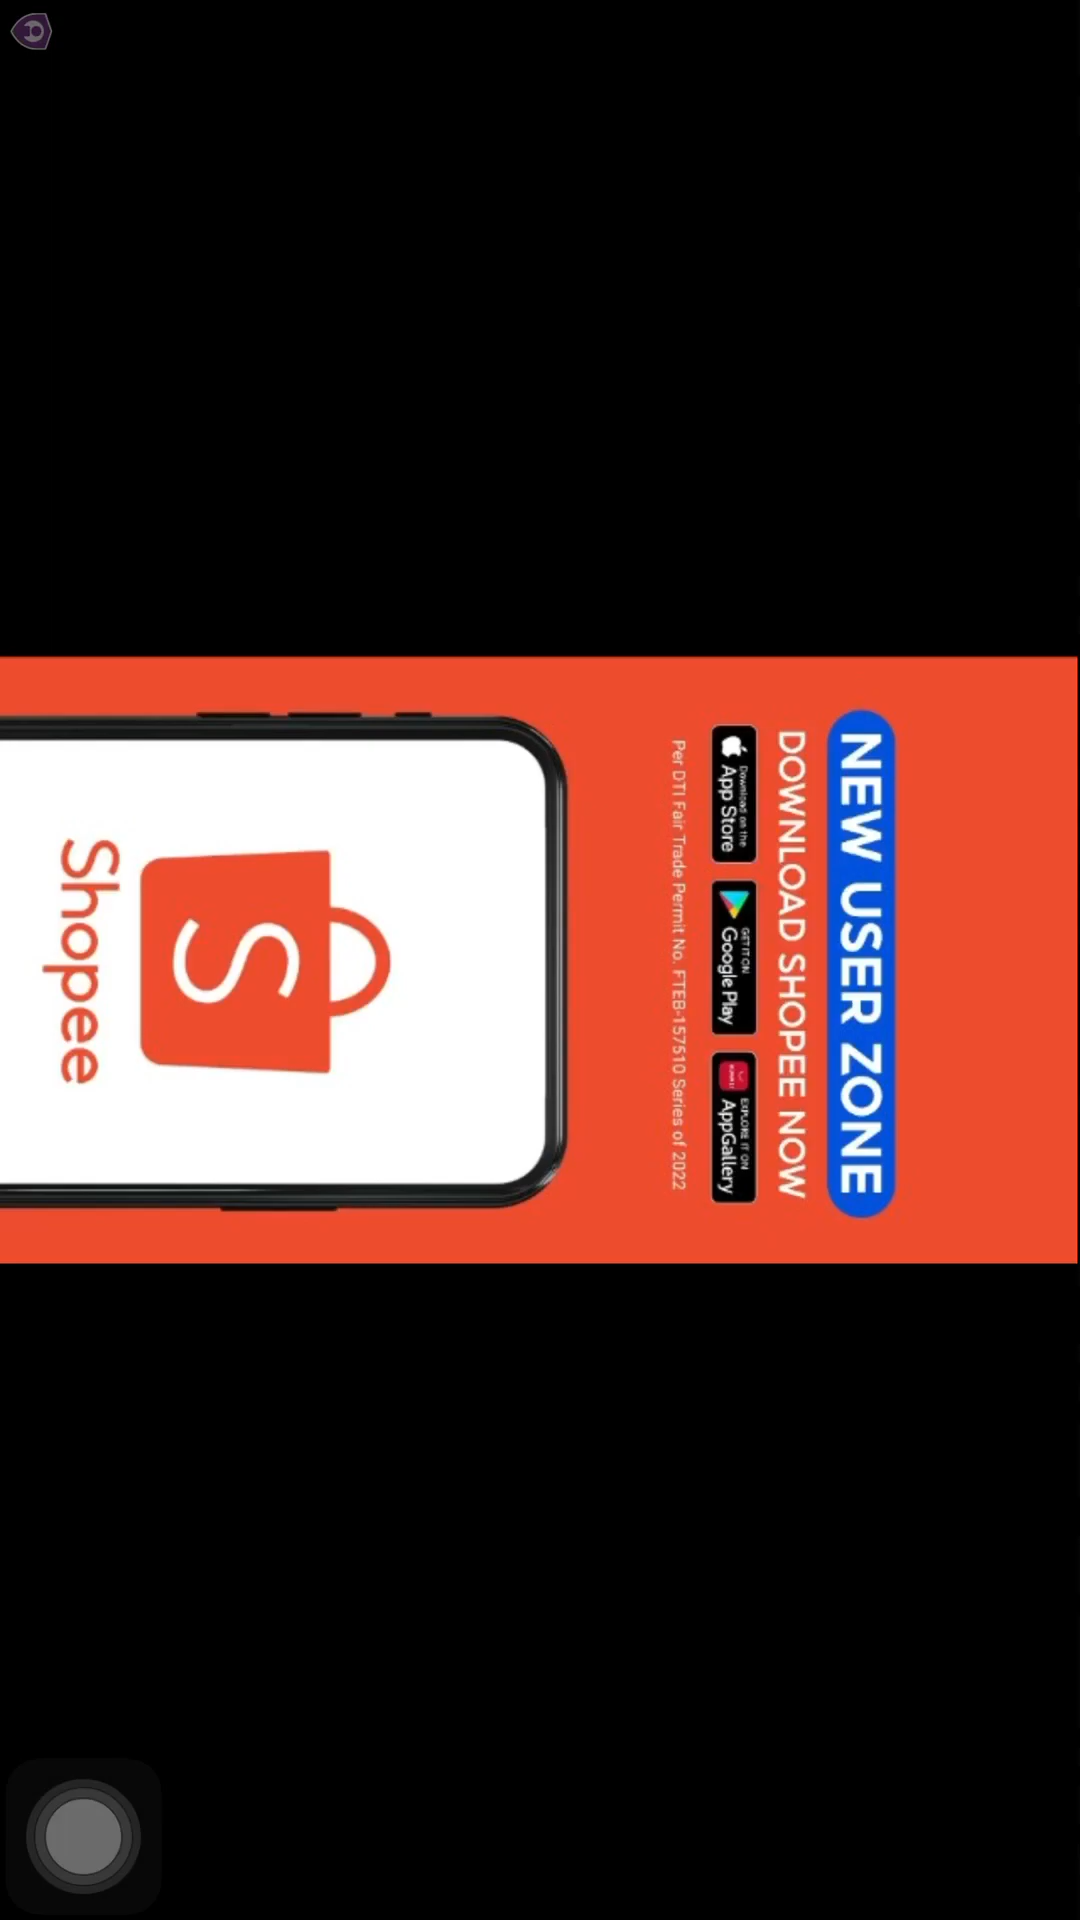 NEW USER ZONE
DOWNLOAD SHOPEE NOW
Download on the
App Store
GET IT ON
Google Play
EXPLORE IT ON
AppGallery
Per DTI Fair Trade Permit No. FTEB-157510 Series of 2022
S
Shopee